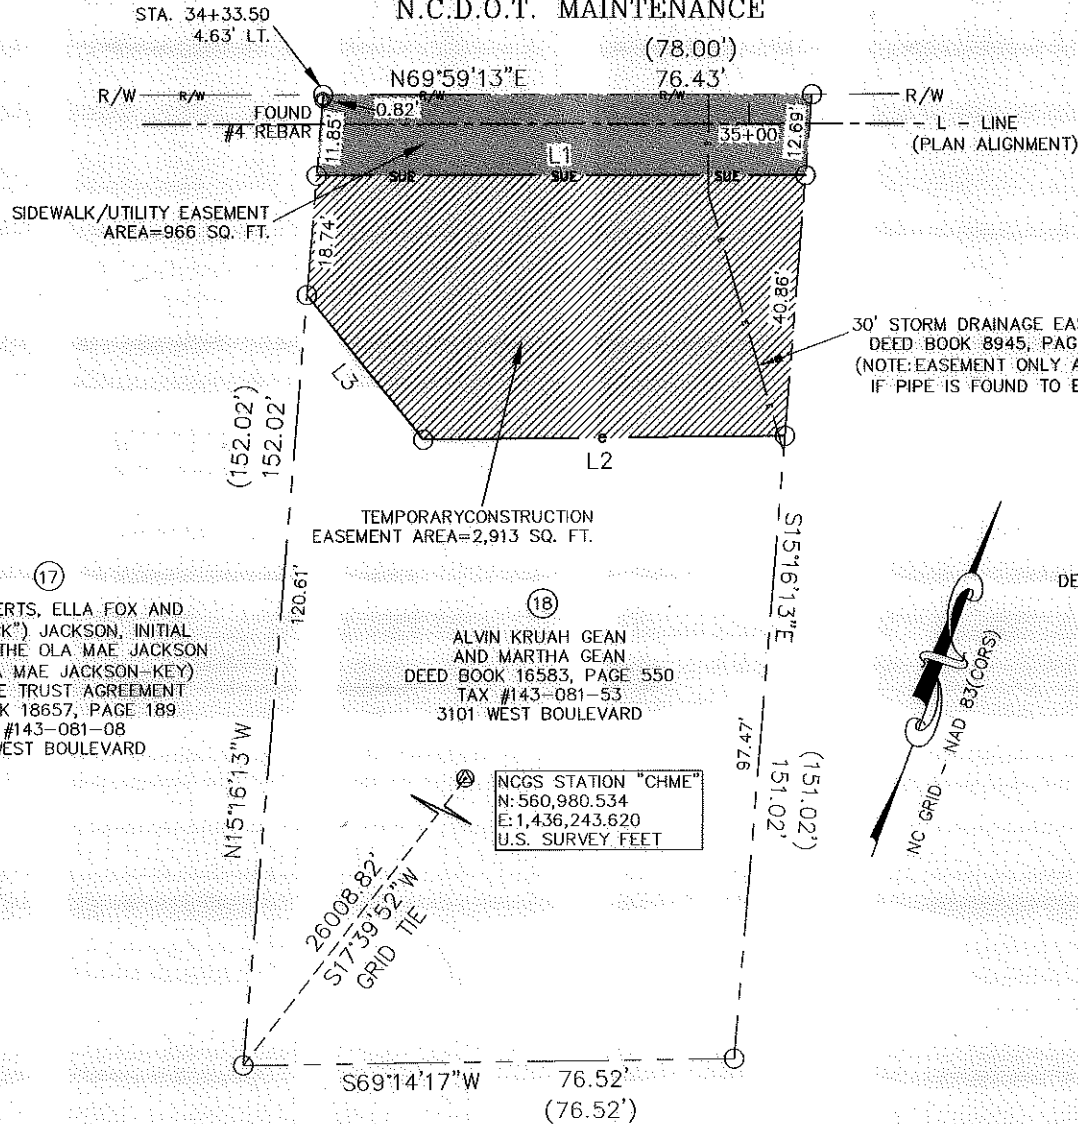 N.C.D.O.T. MAINTENANCE
STA. 34+33.50
4.63' LT.
(78.00')
N69°59'13"E
76.43'
R/W
R/W
R/W
R/W
R/W
FOUND
#4 REBAR
0.82'
11.85'
35+00
12.69'
L - LINE
(PLAN ALIGNMENT)
L1
SUE
SUE
SUE
SIDEWALK/UTILITY EASEMENT
AREA=966 SQ. FT.
18.74'
40.86'
30' STORM DRAINAGE EAS
DEED BOOK 8945, PAG
(NOTE:EASEMENT ONLY A
IF PIPE IS FOUND TO E
L3
(152.02')
152.02'
L2
TEMPORARYCONSTRUCTION
EASEMENT AREA=2,913 SQ. FT.
S15°16'13"E
17
ERTS, ELLA FOX AND
K") JACKSON, INITIAL
THE OLA MAE JACKSON
A MAE JACKSON-KEY)
E TRUST AGREEMENT
K 18657, PAGE 189
#143-081-08
WEST BOULEVARD
120.61'
18
ALVIN KRUAH GEAN
AND MARTHA GEAN
DEED BOOK 16583, PAGE 550
TAX #143-081-53
3101 WEST BOULEVARD
DE
NC GRID - NAD 83(CORS)
N15°16'13"W
97.47'
(151.02')
151.02'
NCGS STATION "CHME"
N: 560,980.534
E:1,436,243.620
U.S. SURVEY FEET
26008.82'
S17°39'52"W
GRID TIE
S69°14'17"W
76.52'
(76.52')